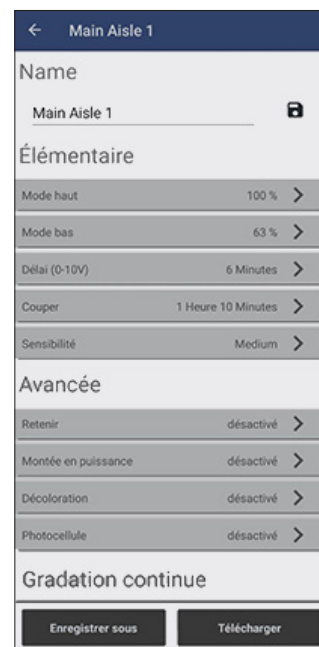 ← Main Aisle 1
Name
Main Aisle 1
Élémentaire
Mode haut 100 %
Mode bas 63 %
Délai (0-10V) 6 Minutes
Couper 1 Heure 10 Minutes
Sensibilité Medium
Avancée
Retenir désactivé
Montée en puissance désactivé
Décoloration désactivé
Photocellule désactivé
Gradation continue
Enregistrer sous Télécharger